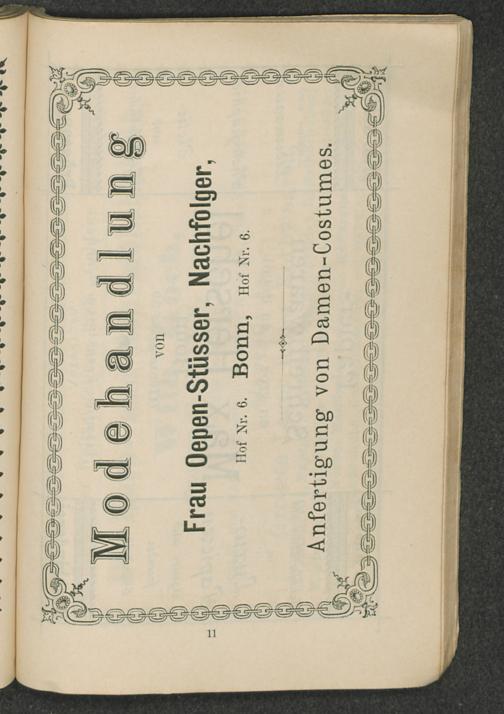 Modehandlung
von
Frau Oepen-Stüsser, Nachfolger,
Hof Nr. 6. Bonn, Hof Nr. 6.
Anfertigung von Damen-Costumes.
11